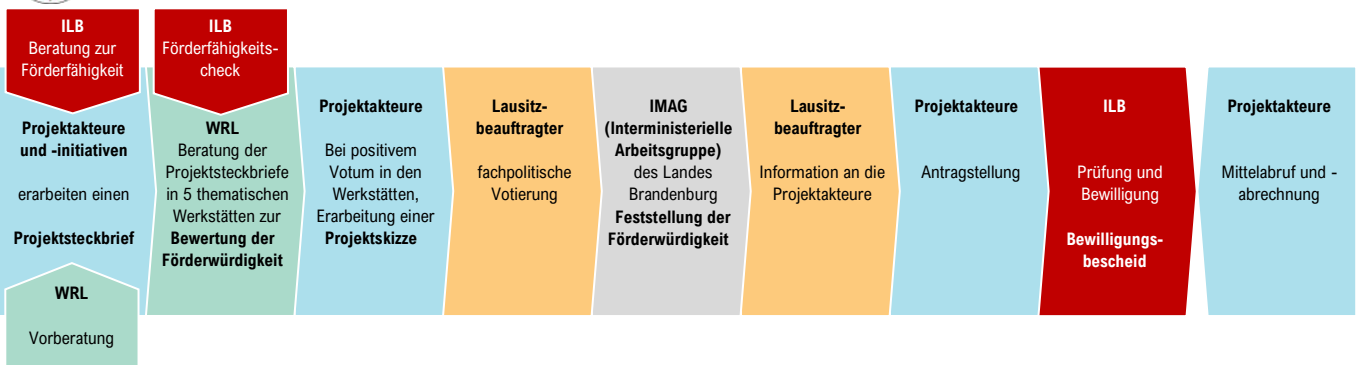 ILB
Beratung zur
Förderfähigkeit
Projektakteure
und -initiativen
erarbeiten einen
Projektsteckbrief
WRL
Vorberatung
ILB
Förderfähigkeits-
check
WRL
Beratung der
Projektsteckbriefe
in 5 thematischen
Werkstätten zur
Bewertung der
Förderwürdigkeit
Projektakteure
Bei positivem
Votum in den
Werkstätten,
Erarbeitung einer
Projektskizze
Lausitz-
beauftragter
fachpolitische
Votierung
IMAG
(Interministerielle
Arbeitsgruppe)
des Landes
Brandenburg
Feststellung der
Förderwürdigkeit
Lausitz-
beauftragter
Information an die
Projektakteure
Projektakteure
Antragstellung
ILB
Prüfung und
Bewilligung
Bewilligungs-
bescheid
Projektakteure
Mittelabruf und -
abrechnung